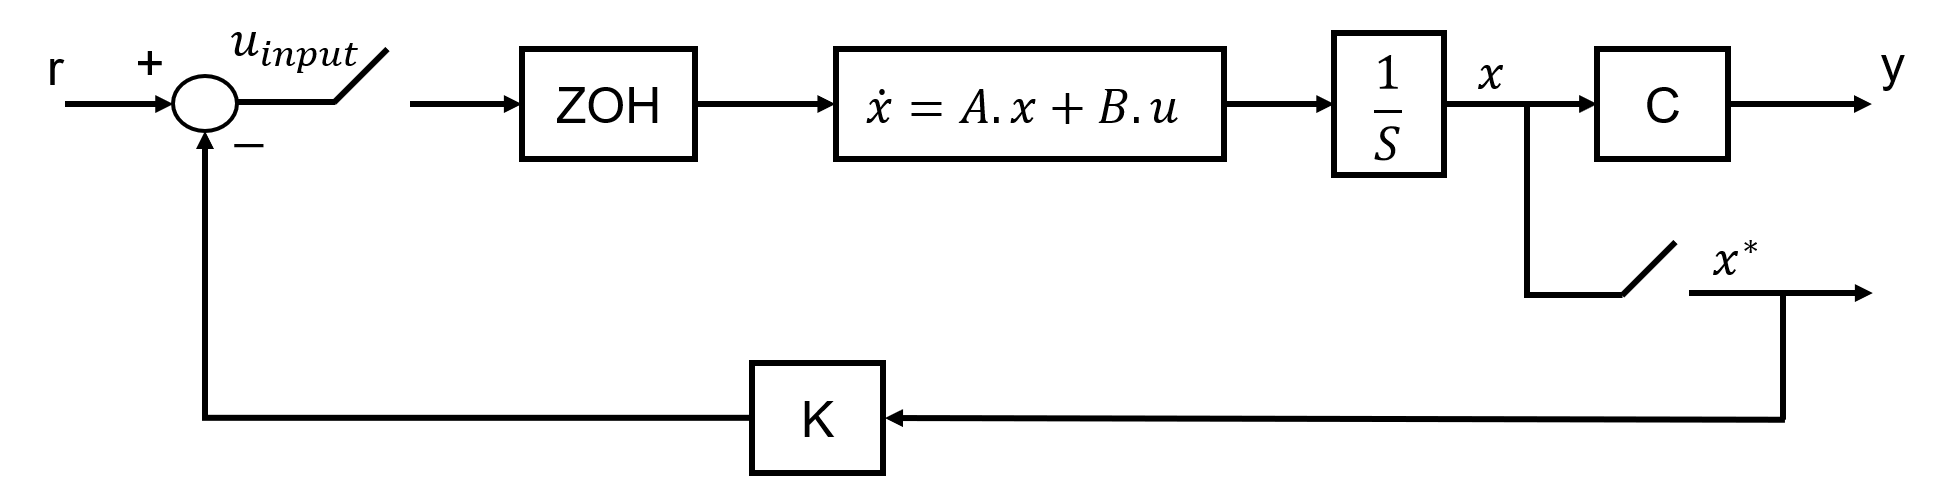 r
+
−
u_input
ZOH
ẋ = A.x + B.u
1
S
x
C
y
x*
K